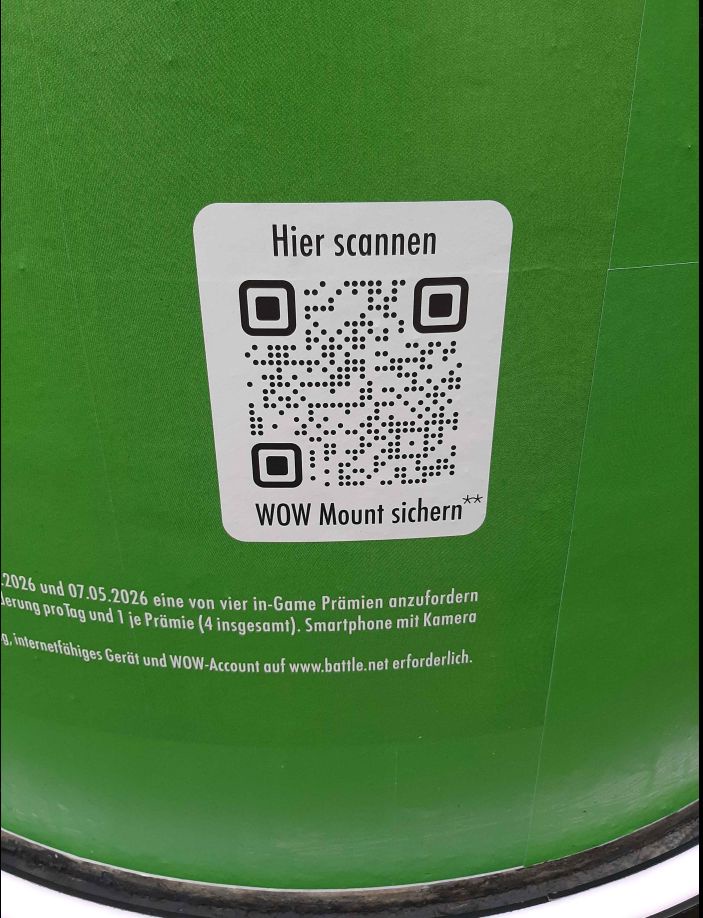 Hier scannen
WOW Mount sichern**
.2026 und 07.05.2026 eine von vier in-Game Prämien anzufordern
derung pro Tag und 1 je Prämie (4 insgesamt). Smartphone mit Kamera
g, internetfähiges Gerät und WOW-Account auf www.battle.net erforderlich.